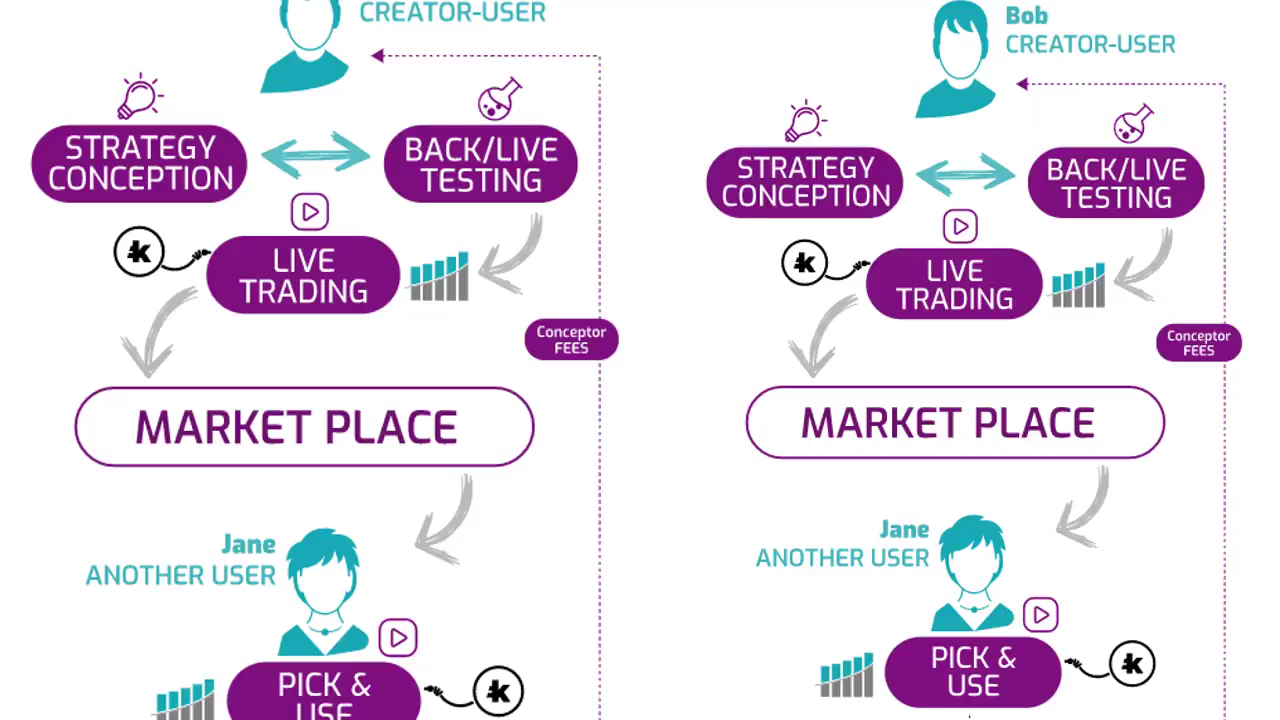 CREATOR-USER
STRATEGY
CONCEPTION
BACK/LIVE
TESTING
LIVE
TRADING
Conceptor
FEES
MARKET PLACE
Jane
ANOTHER USER
PICK &
USE
Bob
CREATOR-USER
STRATEGY
CONCEPTION
BACK/LIVE
TESTING
LIVE
TRADING
Conceptor
FEES
MARKET PLACE
Jane
ANOTHER USER
PICK &
USE